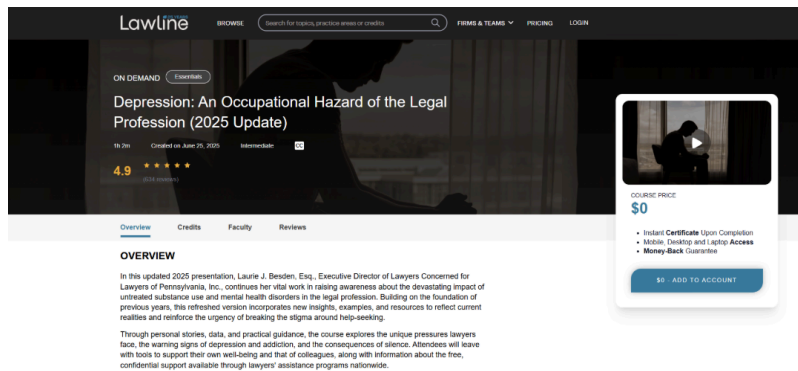 Lawline
BROWSE
Search for topics, practice areas or credits
FIRMS & TEAMS
PRICING
LOGIN
ON DEMAND
Essentials
Depression: An Occupational Hazard of the Legal
Profession (2025 Update)
1h 2m Created on June 25, 2025 Intermediate CC
4.9
COURSE PRICE
$0
• Instant Certificate Upon Completion
• Mobile, Desktop and Laptop Access
• Money-Back Guarantee
$0 - ADD TO ACCOUNT
Overview Credits Faculty Reviews
OVERVIEW
In this updated 2025 presentation, Laurie J. Besden, Esq., Executive Director of Lawyers Concerned for
Lawyers of Pennsylvania, Inc., continues her vital work in raising awareness about the devastating impact of
untreated substance use and mental health disorders in the legal profession. Building on the foundation of
previous years, this refreshed version incorporates new insights, examples, and resources to reflect current
realities and reinforce the urgency of breaking the stigma around help-seeking.
Through personal stories, data, and practical guidance, the course explores the unique pressures lawyers
face, the warning signs of depression and addiction, and the consequences of silence. Attendees will leave
with tools to support their own well-being and that of colleagues, along with information about the free,
confidential support available through lawyers' assistance programs nationwide.